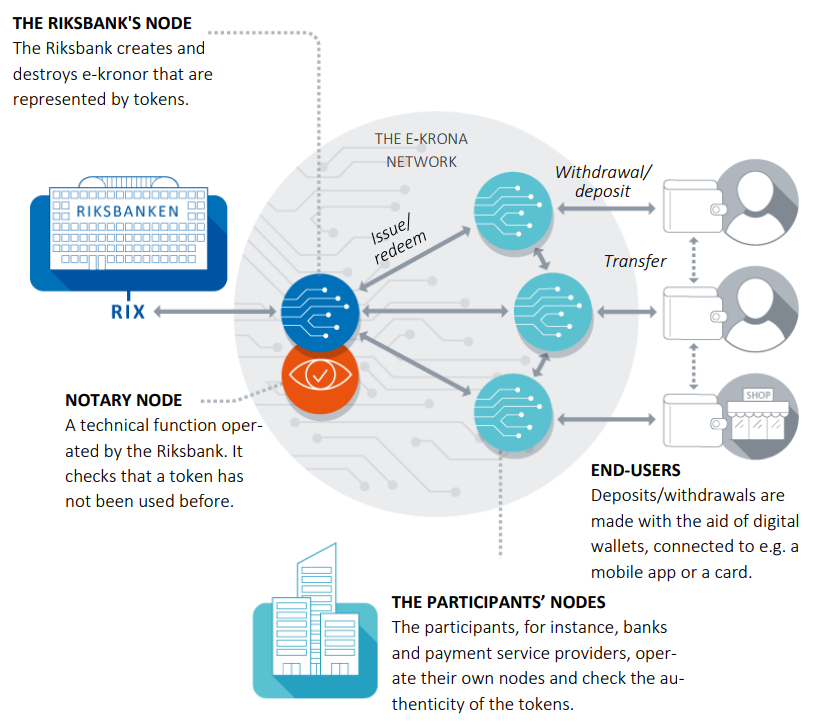 THE RIKSBANK'S NODE
The Riksbank creates and
destroys e-kronor that are
represented by tokens.
THE E-KRONA
NETWORK
Withdrawal/
deposit
RIKSBANKEN
Issue/
redeem
Transfer
RIX
NOTARY NODE
A technical function oper-
ated by the Riksbank. It
checks that a token has
not been used before.
SHOP
END-USERS
Deposits/withdrawals are
made with the aid of digital
wallets, connected to e.g. a
mobile app or a card.
THE PARTICIPANTS’ NODES
The participants, for instance, banks
and payment service providers, oper-
ate their own nodes and check the au-
thenticity of the tokens.